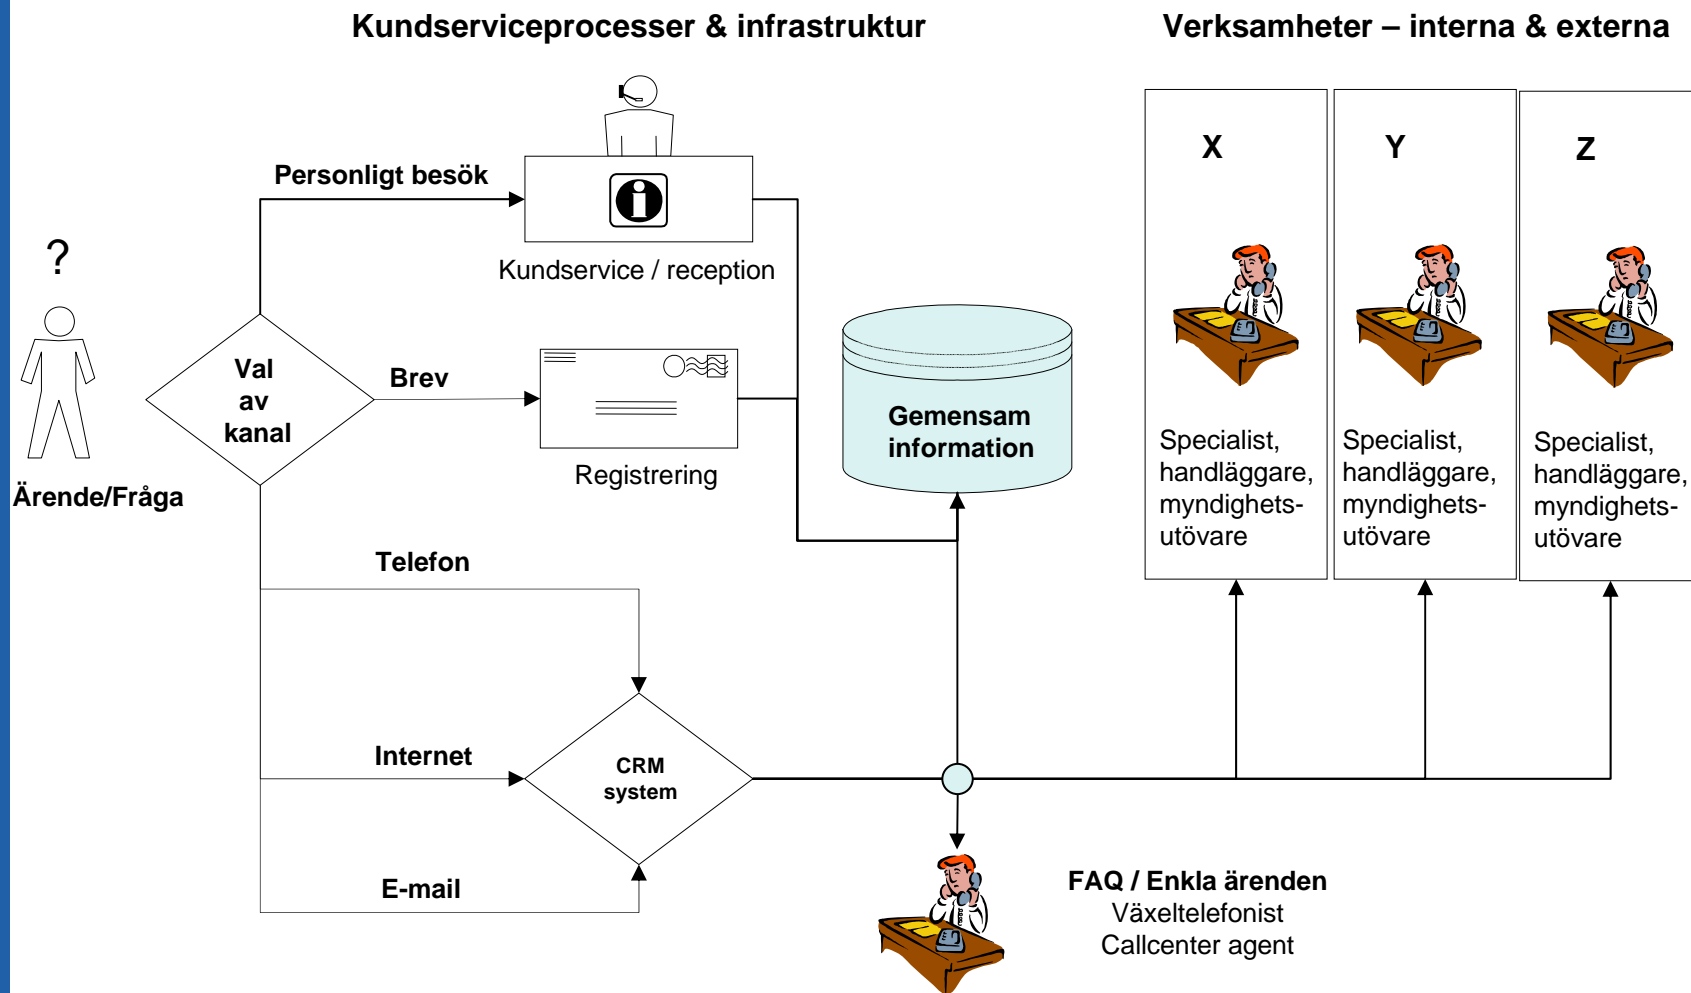 Kundserviceprocesser & infrastruktur
Verksamheter – interna & externa
X
Y
Z
Personligt besök
?
Kundservice / reception
Val
av
kanal
Brev
Gemensam
information
Registrering
Ärende/Fråga
Specialist,
handläggare,
myndighets-
utövare
Specialist,
handläggare,
myndighets-
utövare
Specialist,
handläggare,
myndighets-
utövare
Telefon
Internet
CRM
system
E-mail
FAQ / Enkla ärenden
Växeltelefonist
Callcenter agent